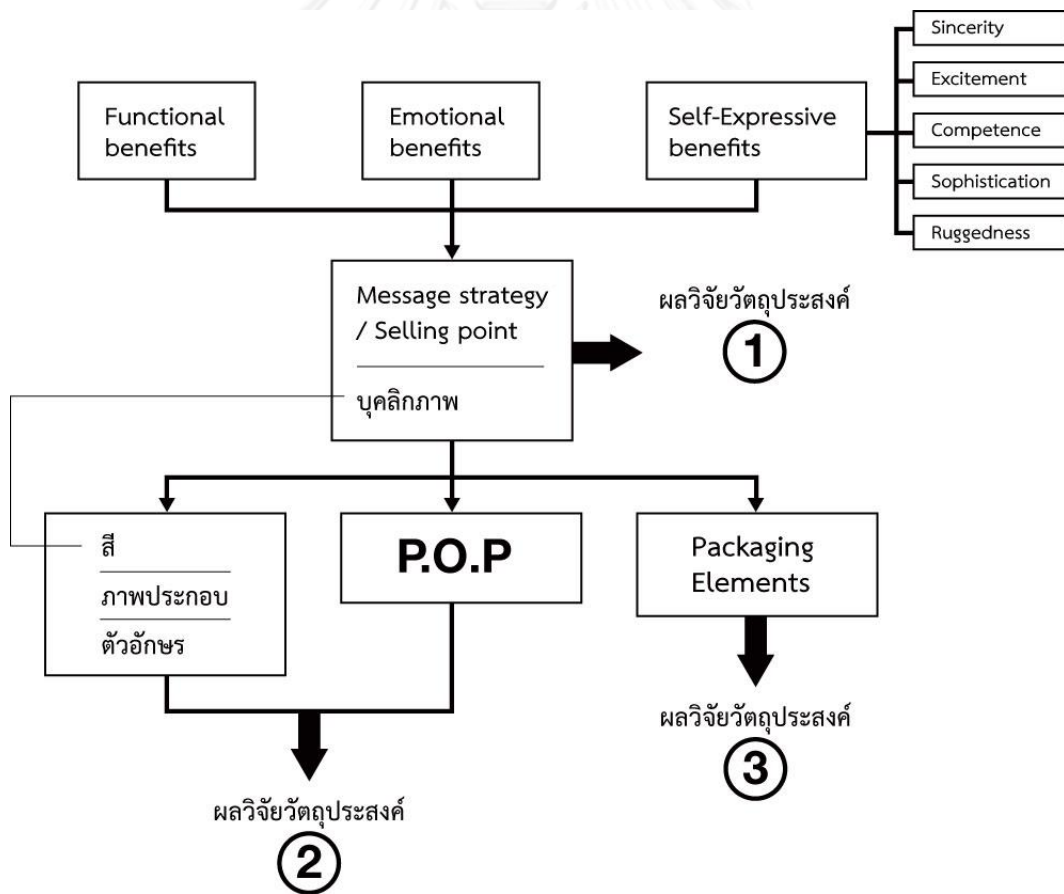 Sincerity
Excitement
Competence
Sophistication
Ruggedness
Functional
benefits
Emotional
benefits
Self-Expressive
benefits
Message strategy
/ Selling point
บุคลิกภาพ
ผลวิจัยวัตถุประสงค์
1
สี
ภาพประกอบ
ตัวอักษร
P.O.P
Packaging
Elements
ผลวิจัยวัตถุประสงค์
2
ผลวิจัยวัตถุประสงค์
3